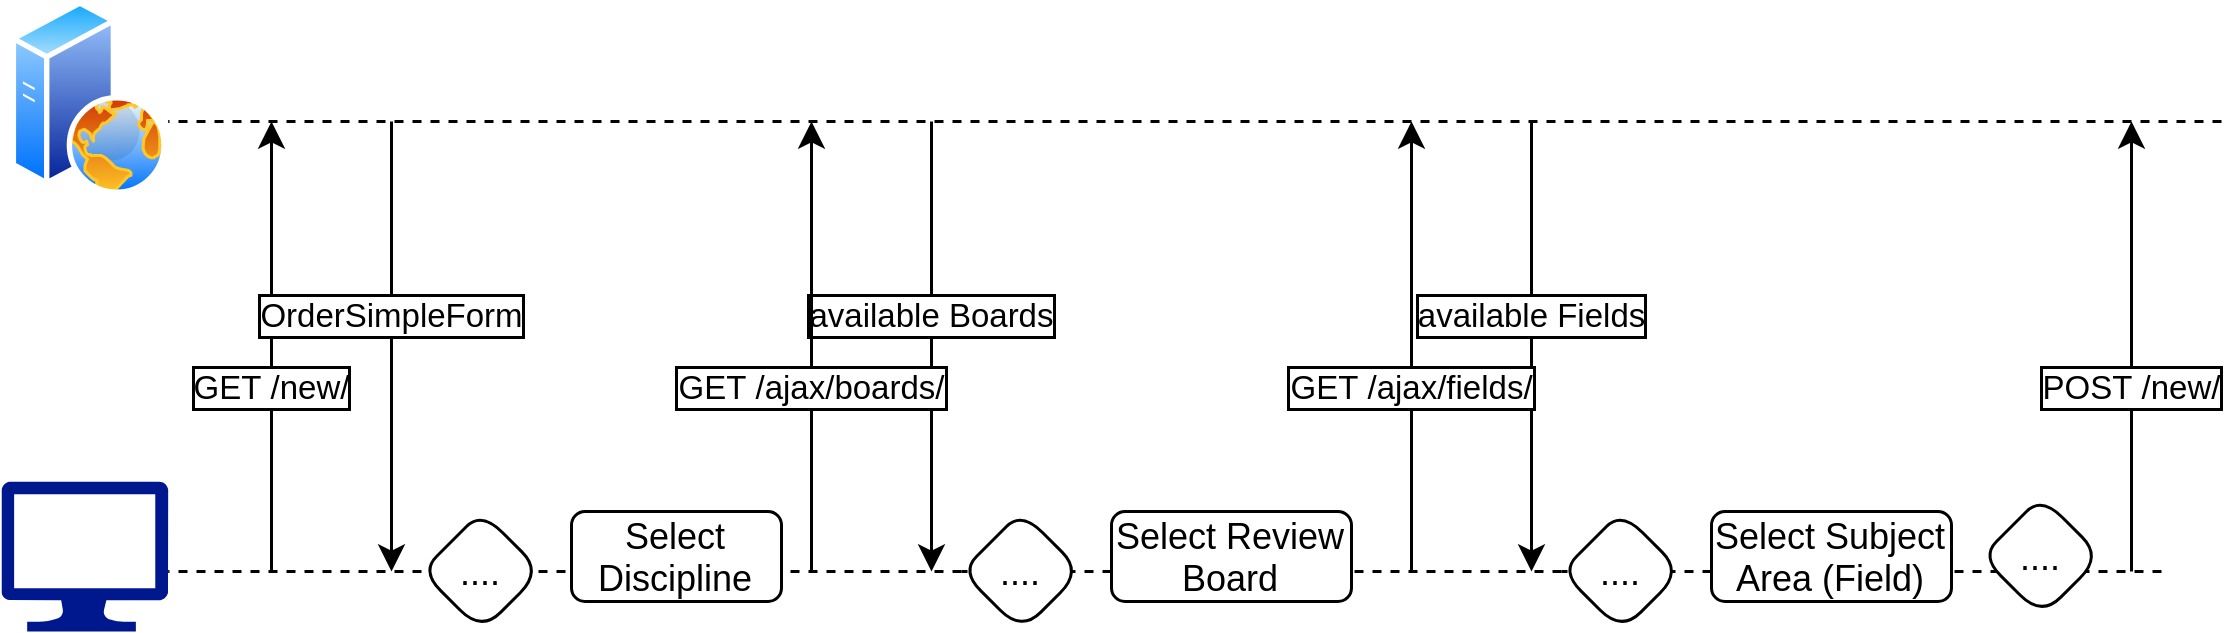 OrderSimpleForm
available Boards
available Fields
GET /new/
GET /ajax/boards/
GET /ajax/fields/
POST /new/
....
Select
Discipline
....
Select Review
Board
....
Select Subject
Area (Field)
....